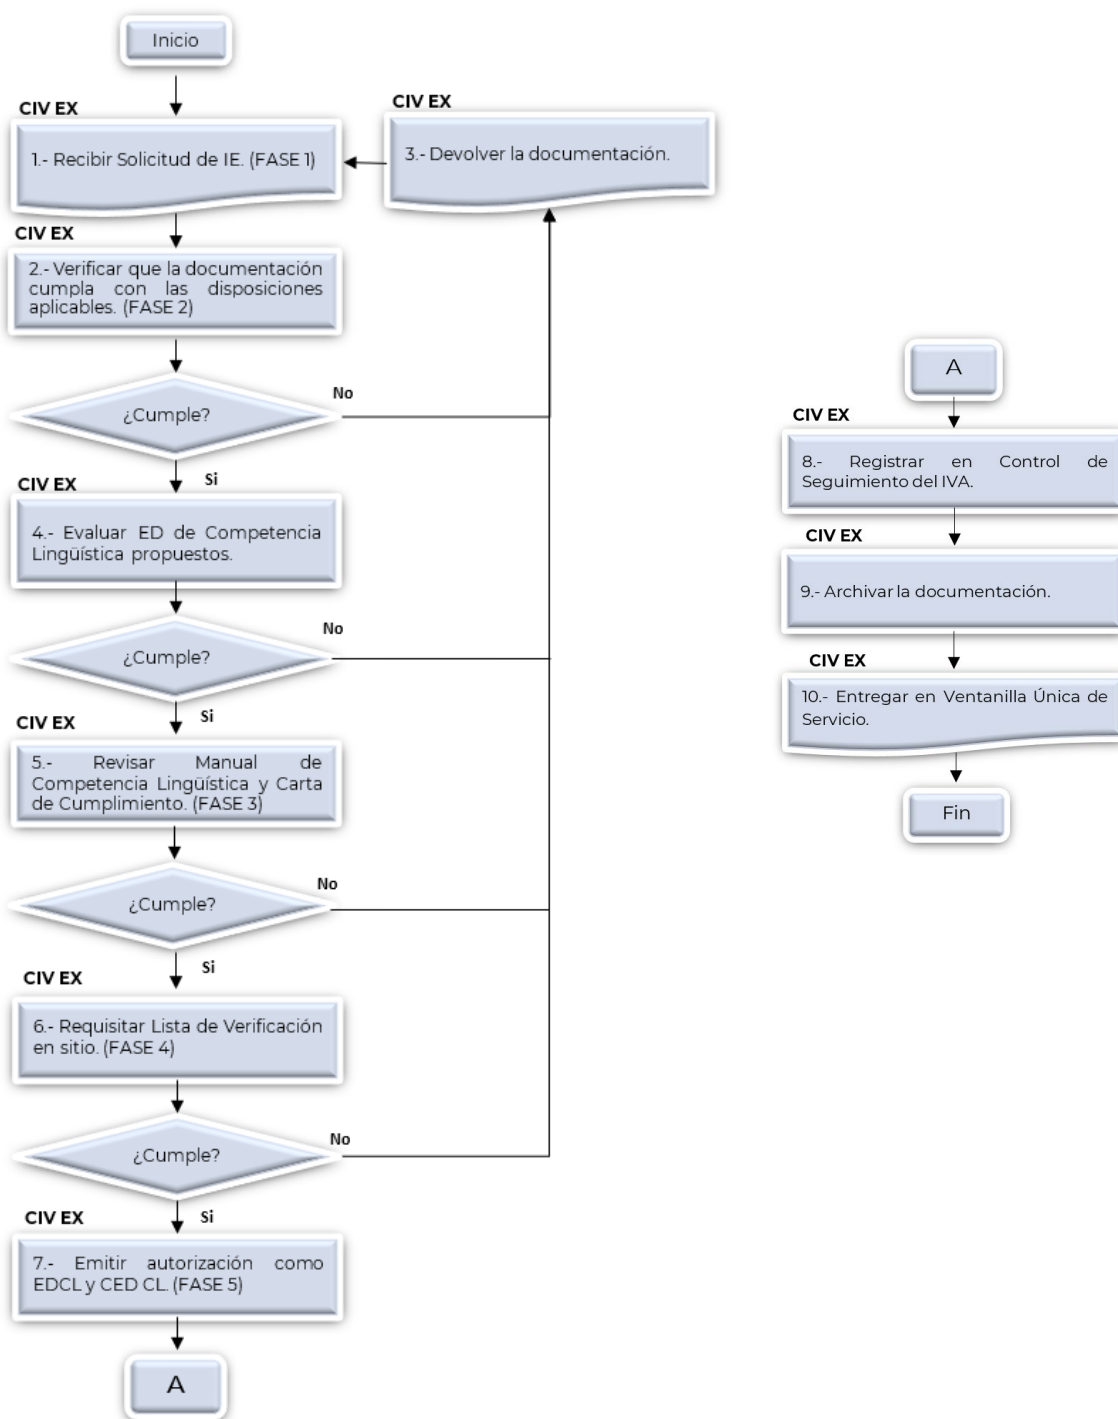 Inicio
CIV EX
1.- Recibir Solicitud de IE. (FASE 1)
CIV EX
3.- Devolver la documentación.
CIV EX
2.- Verificar que la documentación
cumpla con las disposiciones
aplicables. (FASE 2)
¿Cumple?
No
Si
CIV EX
4.- Evaluar ED de Competencia
Lingüística propuestos.
¿Cumple?
No
Si
CIV EX
5.- Revisar Manual de
Competencia Lingüística y Carta
de Cumplimiento. (FASE 3)
¿Cumple?
No
Si
CIV EX
6.- Requisitar Lista de Verificación
en sitio. (FASE 4)
¿Cumple?
No
Si
CIV EX
7.- Emitir autorización como
EDCL y CED CL. (FASE 5)
A
A
CIV EX
8.- Registrar en Control de
Seguimiento del IVA.
CIV EX
9.- Archivar la documentación.
CIV EX
10.- Entregar en Ventanilla Única de
Servicio.
Fin